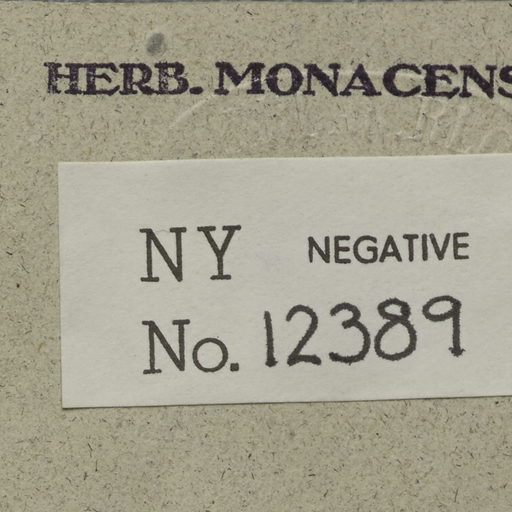 HERB. MONACENS
NY NEGATIVE
No. 12389